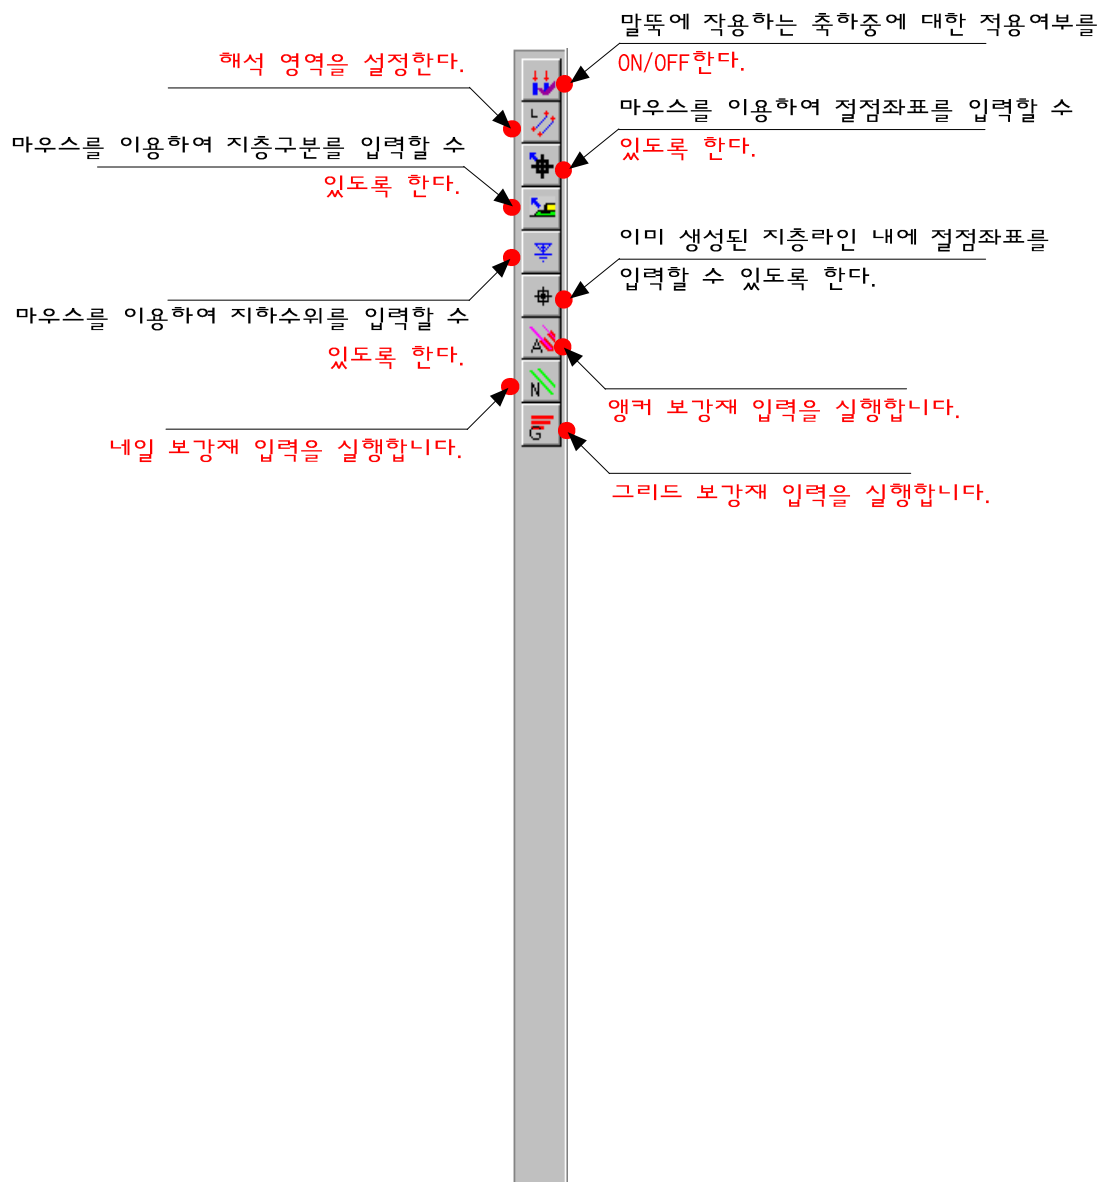 말뚝에 작용하는 축하중에 대한 적용여부를
ON/OFF한다.
해석 영역을 설정한다.
마우스를 이용하여 절점좌표를 입력할 수
있도록 한다.
마우스를 이용하여 지층구분를 입력할 수
있도록 한다.
이미 생성된 지층라인 내에 절점좌표를
입력할 수 있도록 한다.
마우스를 이용하여 지하수위를 입력할 수
있도록 한다.
앵커 보강재 입력을 실행합니다.
네일 보강재 입력을 실행합니다.
그리드 보강재 입력을 실행합니다.
L
A
N
G